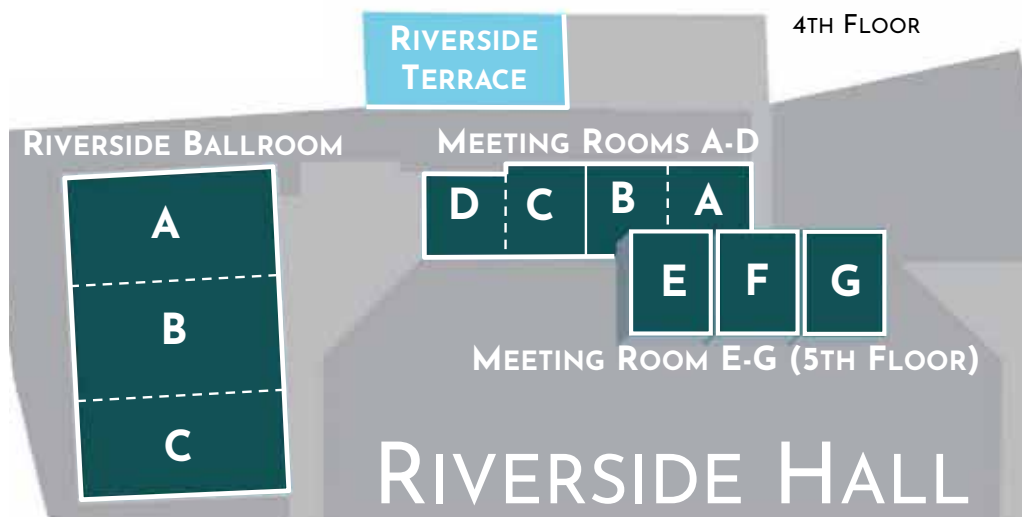 4TH FLOOR
RIVERSIDE
TERRACE
RIVERSIDE BALLROOM
MEETING ROOMS A-D
A
B
C
D C B A
E F G
MEETING ROOM E-G (5TH FLOOR)
RIVERSIDE HALL